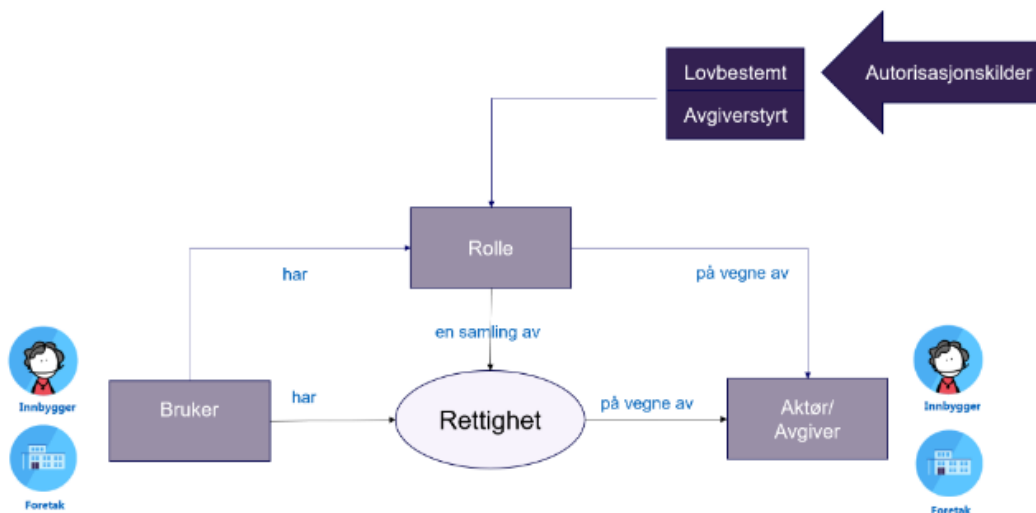 Lovbestemt
Autorisasjonskilder
Avgiverstyrt
Rolle
har
på vegne av
en samling av
Innbygger
Bruker
har
Rettighet
på vegne av
Aktør/
Avgiver
Innbygger
Foretak
Foretak